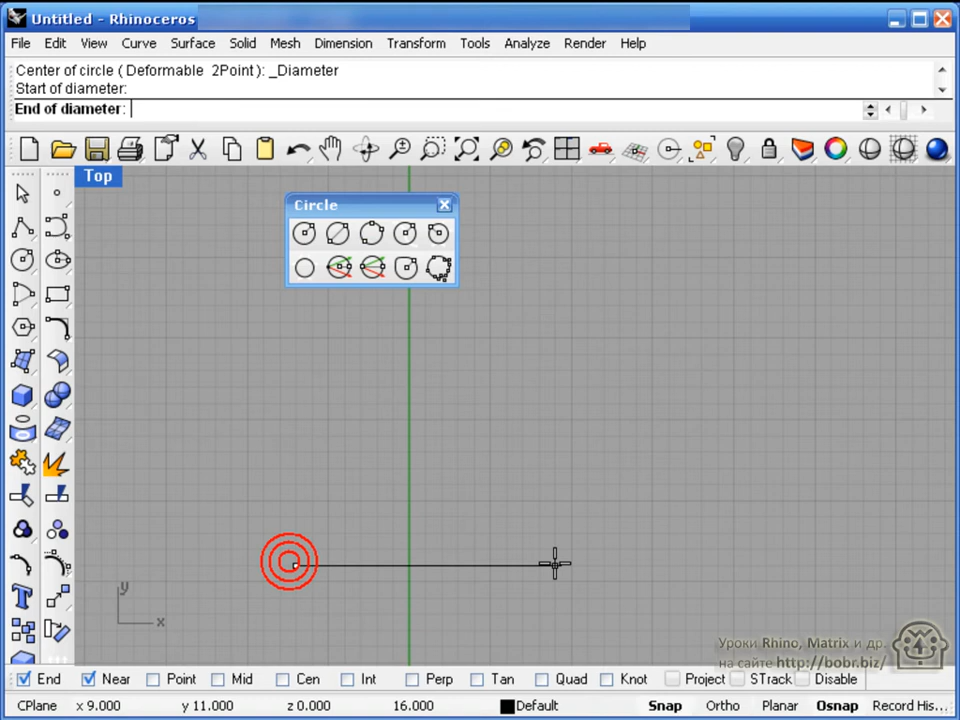 Untitled - Rhinoceros
File Edit View Curve Surface Solid Mesh Dimension Transform Tools Analyze Render Help
Center of circle ( Deformable 2Point ): _Diameter
Start of diameter:
End of diameter:
Top
Circle
y
x
Уроки Rhino, Matrix и др.
на сайте http://bobr.biz/
End Near Point Mid Cen Int Perp Tan Quad Knot Project STrack Disable
CPlane x 9.000 y 11.000 z 0.000 16.000 Default Snap Ortho Planar Osnap Record His...